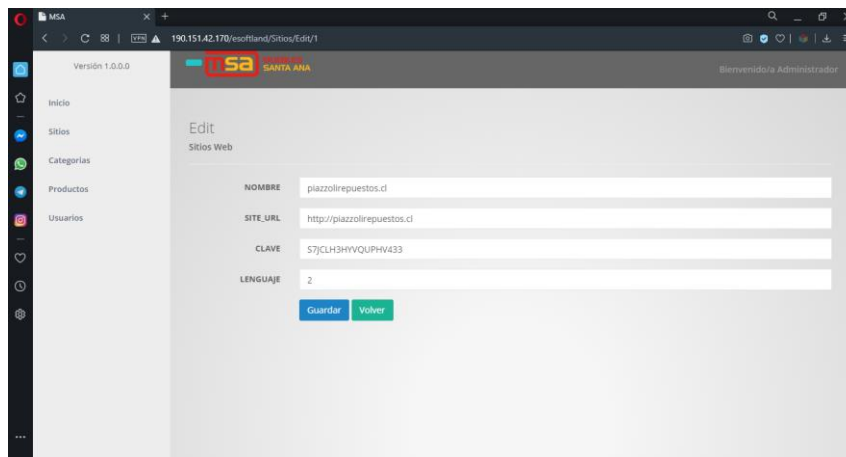 MSA
VPN 190.151.42.170/esoftland/Sitios/Edit/1
Versión 1.0.0.0
msa
SANTA ANA
Bienvenido/a Administrador
Inicio
Sitios
Categorias
Productos
Usuarios
Edit
Sitios Web
NOMBRE piazzolirepuestos.cl
SITE_URL http://piazzolirepuestos.cl
CLAVE S7JCLH3HYVQUPHV433
LENGUAJE 2
Guardar Volver